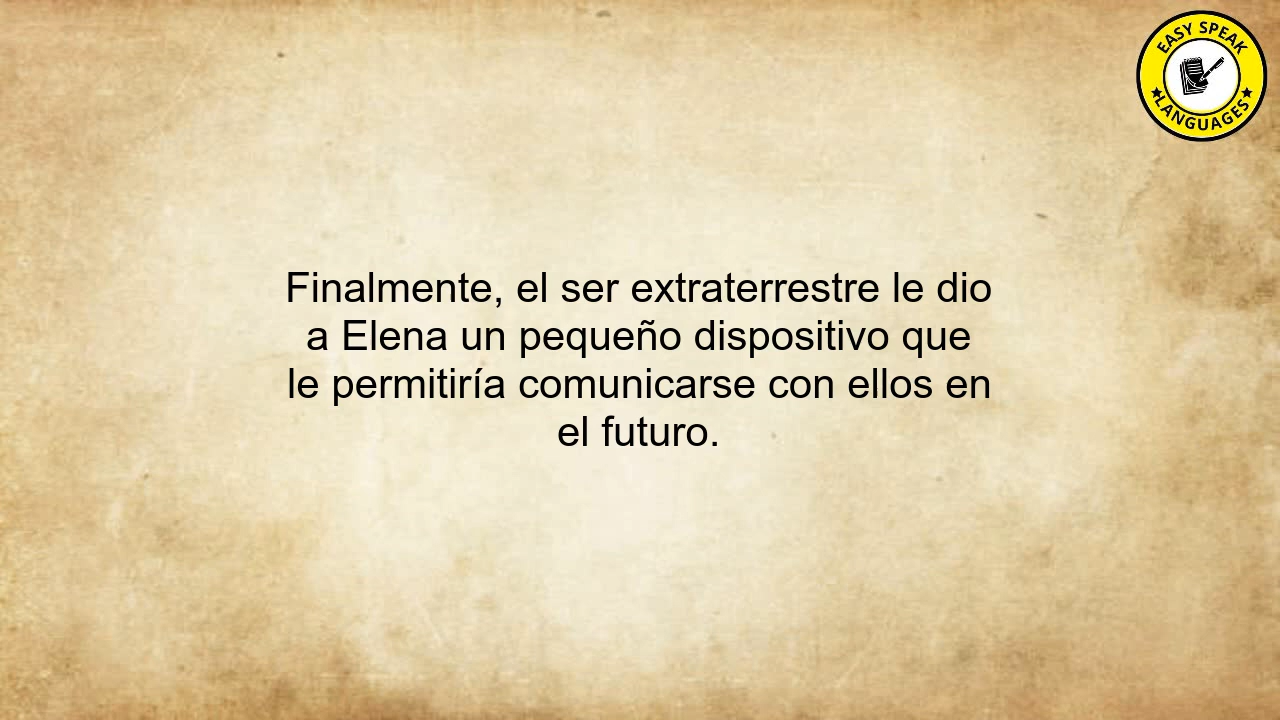 EASY SPEAK
LANGUAGES
Finalmente, el ser extraterrestre le dio
a Elena un pequeño dispositivo que
le permitiría comunicarse con ellos en
el futuro.